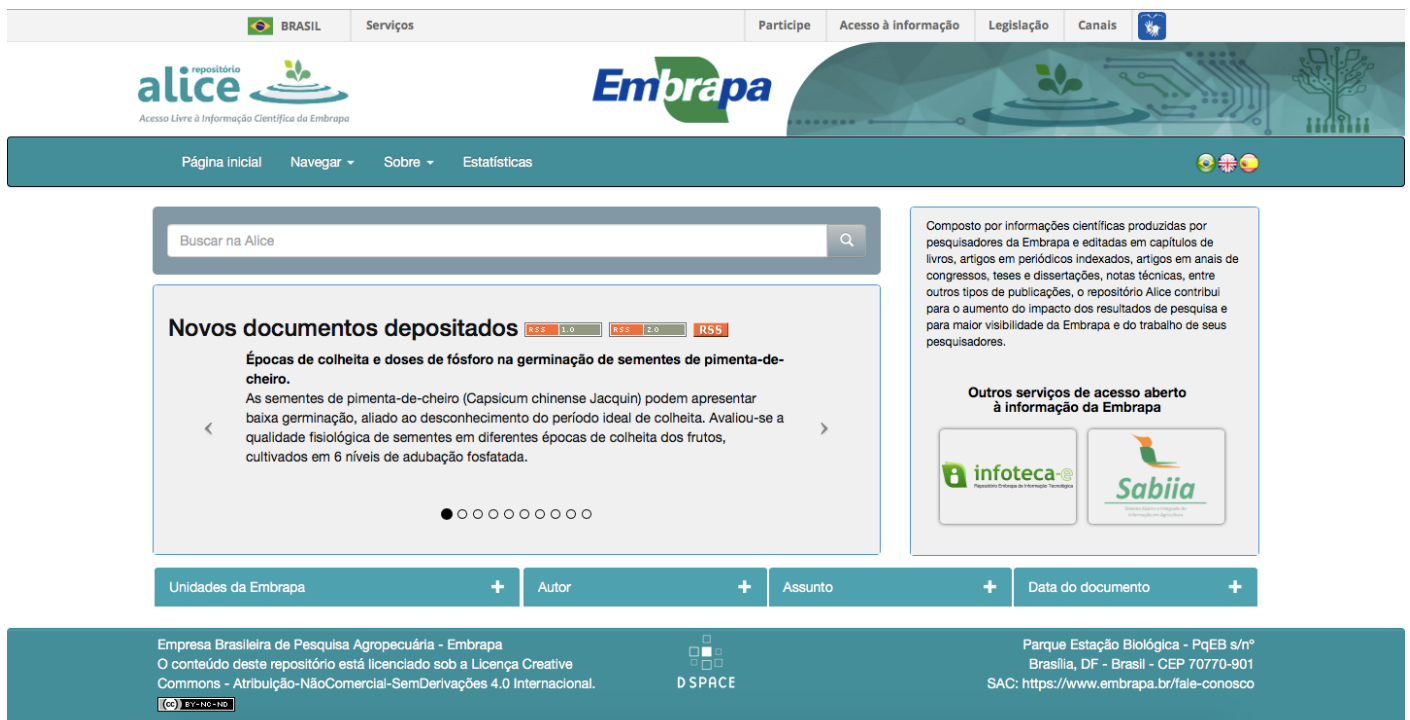 BRASIL
Serviços
Participe
Acesso à informação
Legislação
Canais
repositório
alice
Acesso Livre à Informação Científica da Embrapa
Embrapa
Página inicial
Navegar
Sobre
Estatísticas
Buscar na Alice
Novos documentos depositados RSS 1.0 RSS 2.0 RSS
Épocas de colheita e doses de fósforo na germinação de sementes de pimenta-de-
cheiro.
As sementes de pimenta-de-cheiro (Capsicum chinense Jacquin) podem apresentar
baixa germinação, aliado ao desconhecimento do período ideal de colheita. Avaliou-se a
qualidade fisiológica de sementes em diferentes épocas de colheita dos frutos,
cultivados em 6 níveis de adubação fosfatada.
Composto por informações científicas produzidas por
pesquisadores da Embrapa e editadas em capítulos de
livros, artigos em periódicos indexados, artigos em anais de
congressos, teses e dissertações, notas técnicas, entre
outros tipos de publicações, o repositório Alice contribui
para o aumento do impacto dos resultados de pesquisa e
para maior visibilidade da Embrapa e do trabalho de seus
pesquisadores.
Outros serviços de acesso aberto
à informação da Embrapa
infoteca-e
Repositório Embrapa de Informação Tecnológica
Sabiia
Unidades da Embrapa
Autor
Assunto
Data do documento
Empresa Brasileira de Pesquisa Agropecuária - Embrapa
O conteúdo deste repositório está licenciado sob a Licença Creative
Commons - Atribuição-NãoComercial-SemDerivações 4.0 Internacional.
(cc) BY-NC-ND
DSPACE
Parque Estação Biológica - PqEB s/nº
Brasília, DF - Brasil - CEP 70770-901
SAC: https://www.embrapa.br/fale-conosco